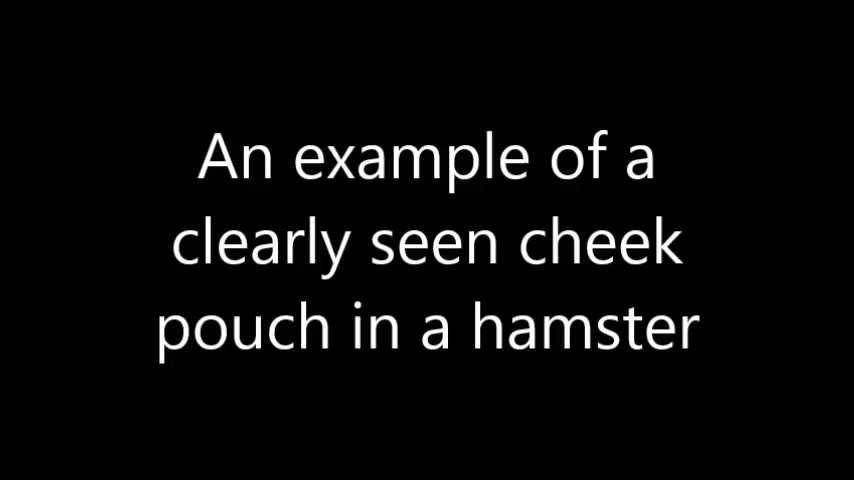 An example of a
clearly seen cheek
pouch in a hamster